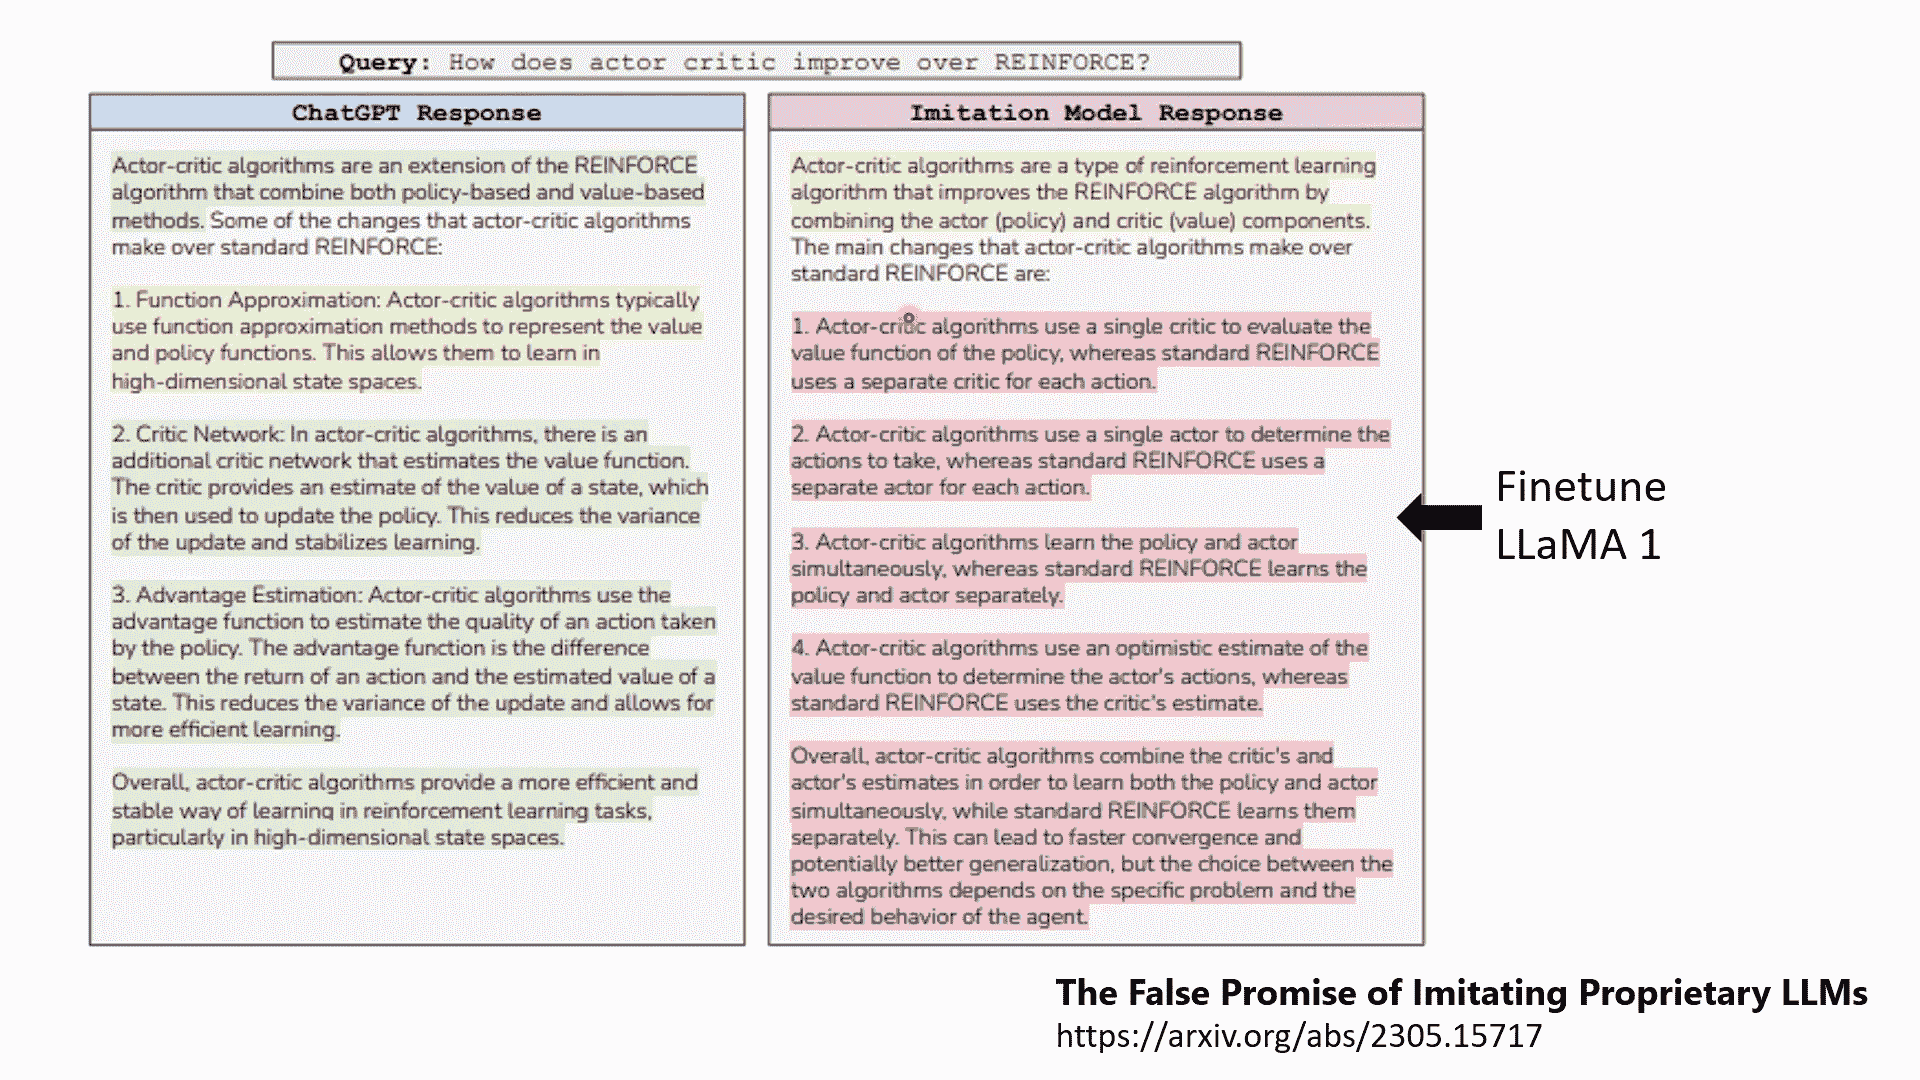 Query: How does actor critic improve over REINFORCE?
ChatGPT Response
Actor-critic algorithms are an extension of the REINFORCE
algorithm that combine both policy-based and value-based
methods. Some of the changes that actor-critic algorithms
make over standard REINFORCE:
1. Function Approximation: Actor-critic algorithms typically
use function approximation methods to represent the value
and policy functions. This allows them to learn in
high-dimensional state spaces.
2. Critic Network: In actor-critic algorithms, there is an
additional critic network that estimates the value function.
The critic provides an estimate of the value of a state, which
is then used to update the policy. This reduces the variance
of the update and stabilizes learning.
3. Advantage Estimation: Actor-critic algorithms use the
advantage function to estimate the quality of an action taken
by the policy. The advantage function is the difference
between the return of an action and the estimated value of a
state. This reduces the variance of the update and allows for
more efficient learning.
Overall, actor-critic algorithms provide a more efficient and
stable way of learning in reinforcement learning tasks,
particularly in high-dimensional state spaces.
Imitation Model Response
Actor-critic algorithms are a type of reinforcement learning
algorithm that improves the REINFORCE algorithm by
combining the actor (policy) and critic (value) components.
The main changes that actor-critic algorithms make over
standard REINFORCE are:
1. Actor-critic algorithms use a single critic to evaluate the
value function of the policy, whereas standard REINFORCE
uses a separate critic for each action.
2. Actor-critic algorithms use a single actor to determine the
actions to take, whereas standard REINFORCE uses a
separate actor for each action.
3. Actor-critic algorithms learn the policy and actor
simultaneously, whereas standard REINFORCE learns the
policy and actor separately.
4. Actor-critic algorithms use an optimistic estimate of the
value function to determine the actor's actions, whereas
standard REINFORCE uses the critic's estimate.
Overall, actor-critic algorithms combine the critic's and
actor's estimates in order to learn both the policy and actor
simultaneously, while standard REINFORCE learns them
separately. This can lead to faster convergence and
potentially better generalization, but the choice between the
two algorithms depends on the specific problem and the
desired behavior of the agent.
Finetune
LLaMA 1
The False Promise of Imitating Proprietary LLMs
https://arxiv.org/abs/2305.15717